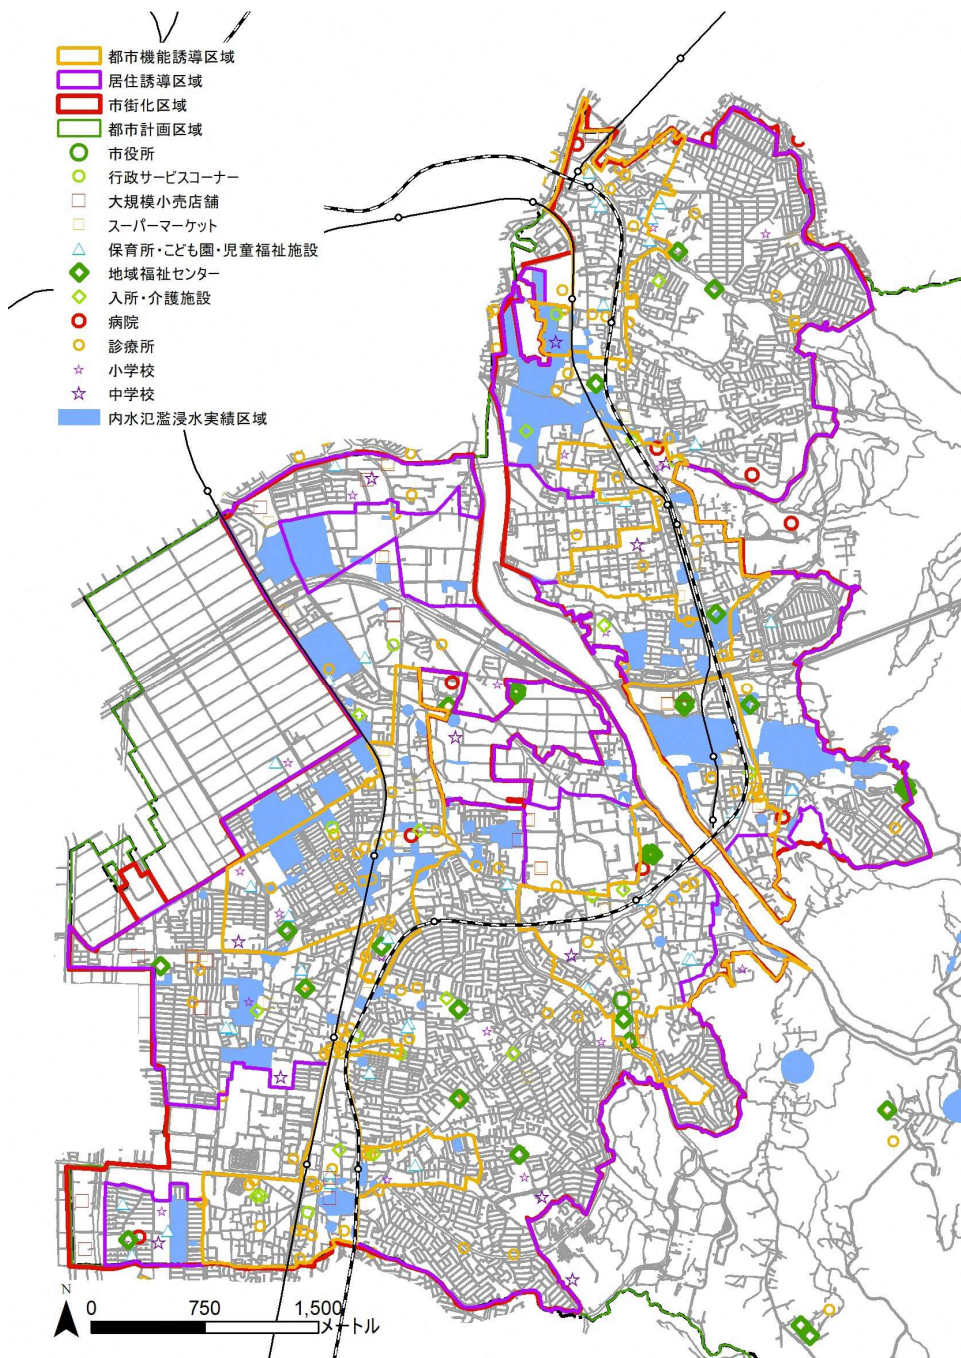 都市機能誘導区域
居住誘導区域
市街化区域
都市計画区域
市役所
行政サービスコーナー
大規模小売店舗
スーパーマーケット
保育所・こども園・児童福祉施設
地域福祉センター
入所・介護施設
病院
診療所
小学校
中学校
内水氾濫浸水実績区域
N
0 750 1,500
メートル